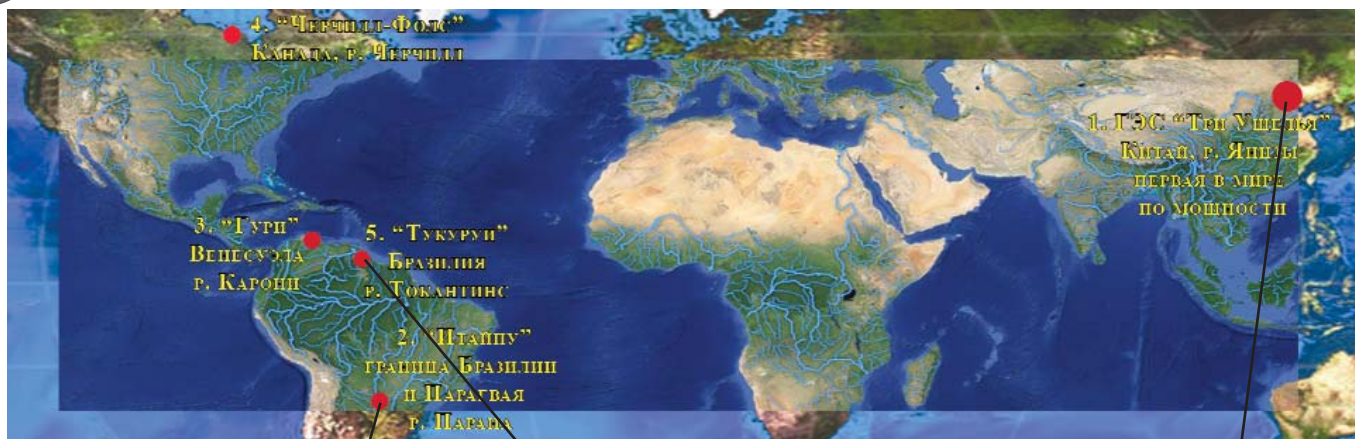 4. “Черчилл-Фолс”
Канада, р. Черчилл
1. ГЭС “Три Ущелья”
Китай, р. Янцзы
первая в мире
по мощности
3. “Гури”
Венесуэла
р. Карони
5. “Тукуруи”
Бразилия
р. Токантинс
2. “Итайпу”
граница Бразилии
и Парагвая
р. Парана